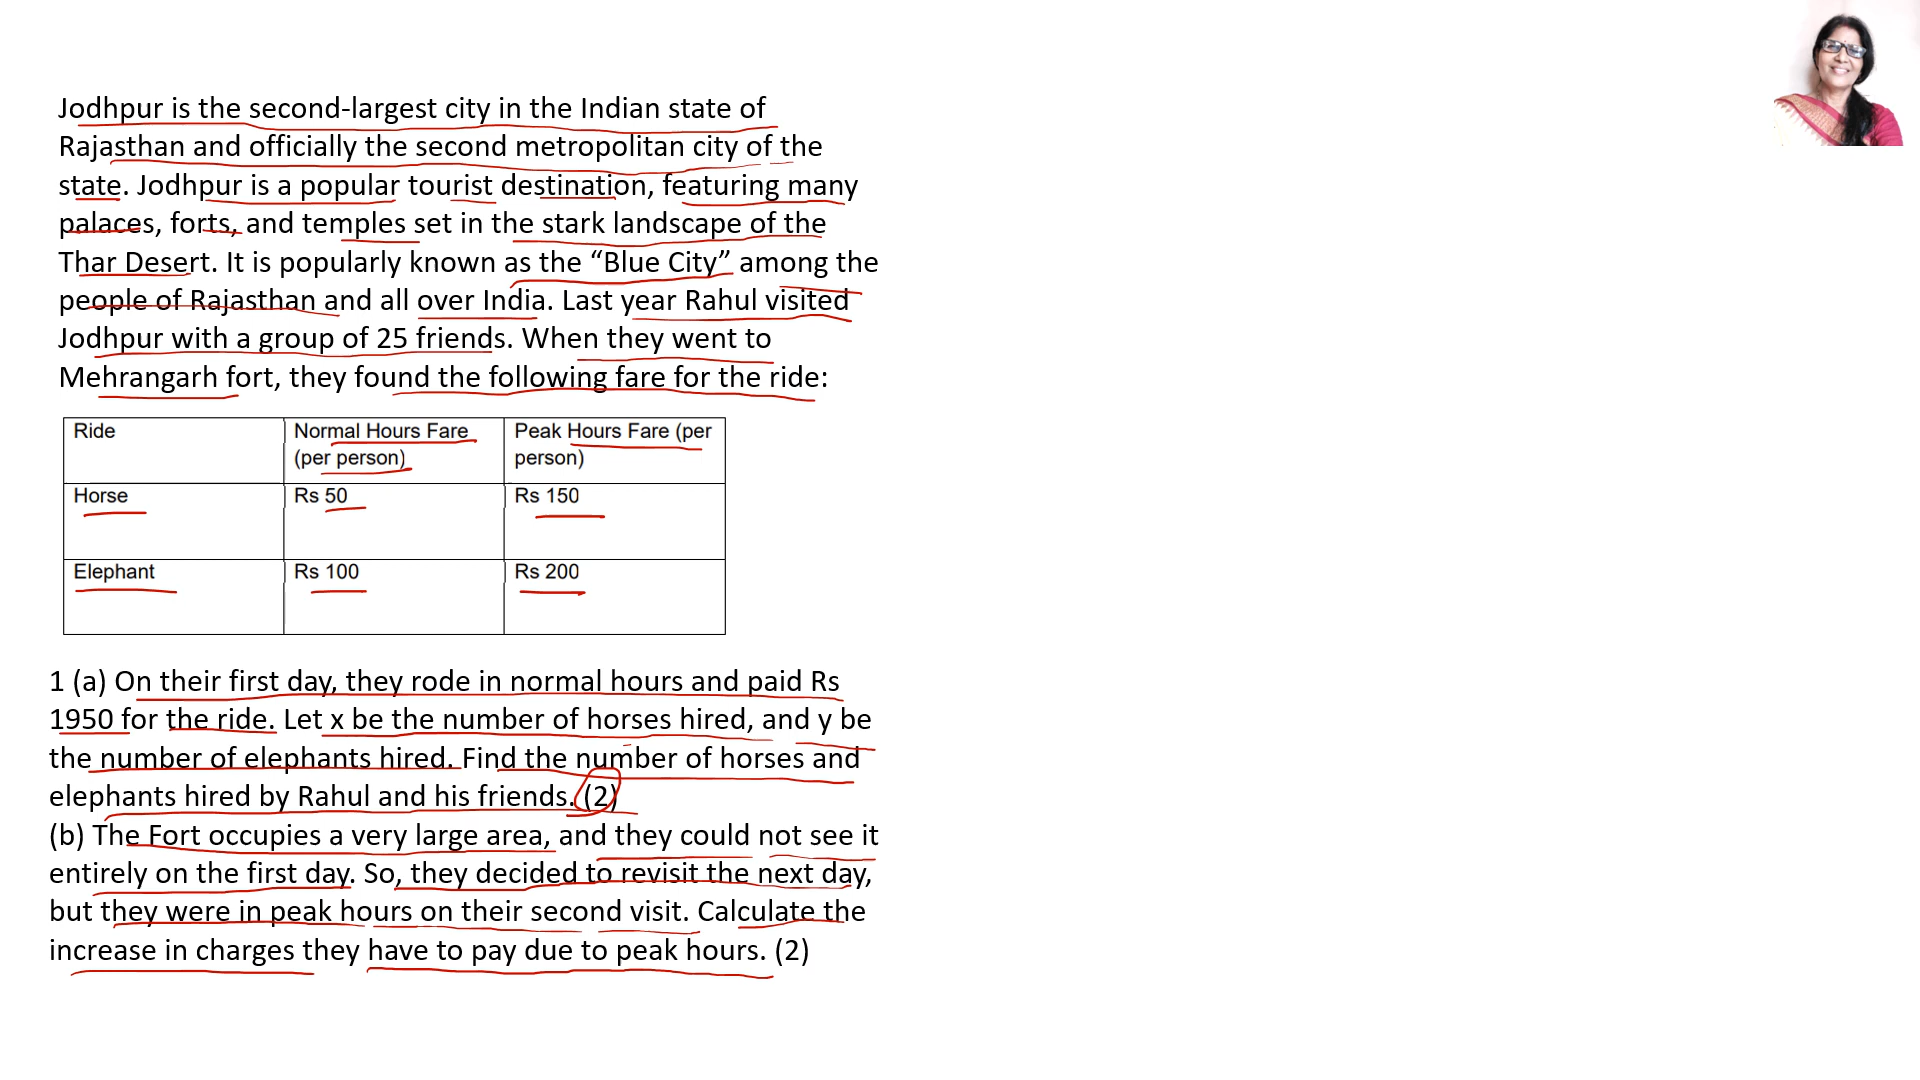 Jodhpur is the second-largest city in the Indian state of
Rajasthan and officially the second metropolitan city of the
state. Jodhpur is a popular tourist destination, featuring many
palaces, forts, and temples set in the stark landscape of the
Thar Desert. It is popularly known as the “Blue City” among the
people of Rajasthan and all over India. Last year Rahul visited
Jodhpur with a group of 25 friends. When they went to
Mehrangarh fort, they found the following fare for the ride:
Ride
Normal Hours Fare
(per person)
Peak Hours Fare (per
person)
Horse
Rs 50
Rs 150
Elephant
Rs 100
Rs 200
1 (a) On their first day, they rode in normal hours and paid Rs
1950 for the ride. Let x be the number of horses hired, and y be
the number of elephants hired. Find the number of horses and
elephants hired by Rahul and his friends. (2)
(b) The Fort occupies a very large area, and they could not see it
entirely on the first day. So, they decided to revisit the next day,
but they were in peak hours on their second visit. Calculate the
increase in charges they have to pay due to peak hours. (2)